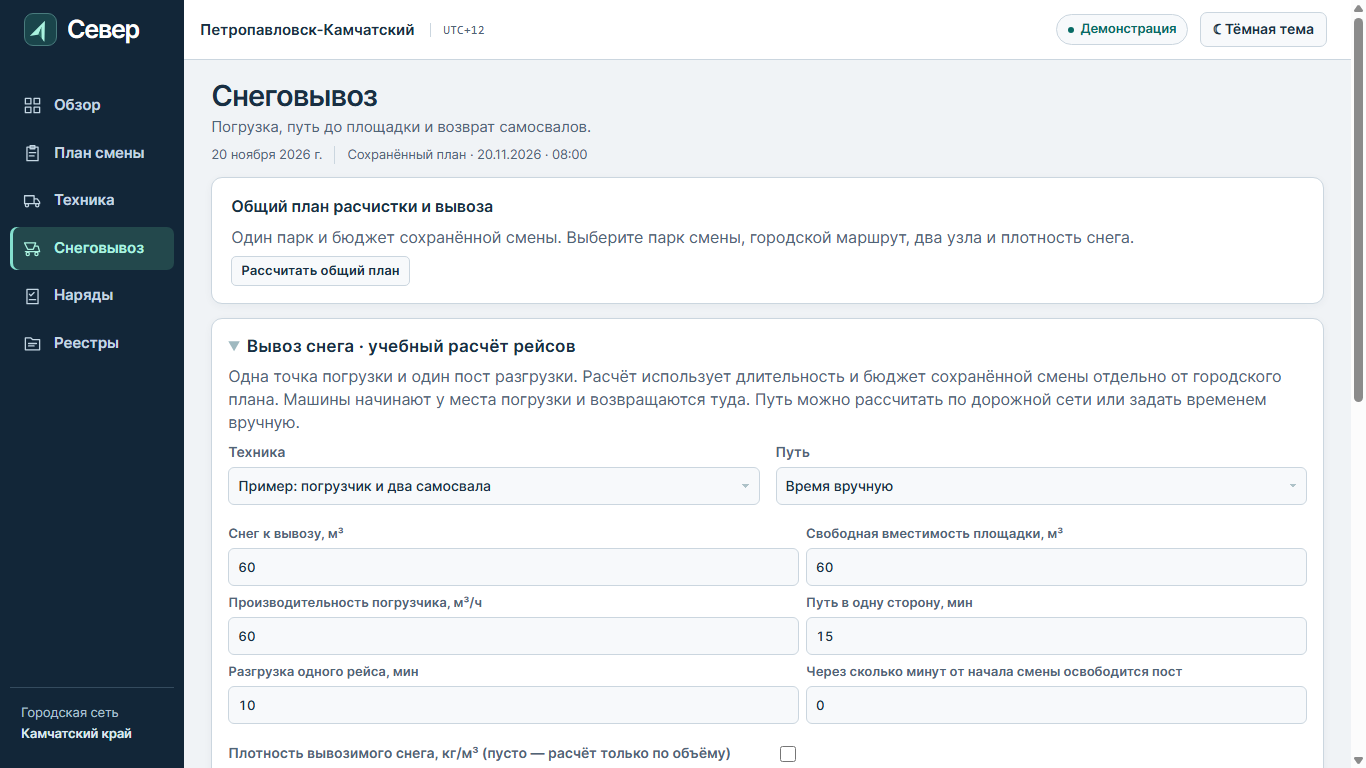 Север
Петропавловск-Камчатский
UTC+12
Демонстрация
Тёмная тема
Обзор
План смены
Техника
Снеговывоз
Наряды
Реестры
Городская сеть
Камчатский край
Снеговывоз
Погрузка, путь до площадки и возврат самосвалов.
20 ноября 2026 г.
Сохранённый план · 20.11.2026 · 08:00
Общий план расчистки и вывоза
Один парк и бюджет сохранённой смены. Выберите парк смены, городской маршрут, два узла и плотность снега.
Рассчитать общий план
Вывоз снега · учебный расчёт рейсов
Одна точка погрузки и один пост разгрузки. Расчёт использует длительность и бюджет сохранённой смены отдельно от городского
плана. Машины начинают у места погрузки и возвращаются туда. Путь можно рассчитать по дорожной сети или задать временем
вручную.
Техника
Путь
Пример: погрузчик и два самосвала
Время вручную
Снег к вывозу, м³
Свободная вместимость площадки, м³
60
60
Производительность погрузчика, м³/ч
Путь в одну сторону, мин
60
15
Разгрузка одного рейса, мин
Через сколько минут от начала смены освободится пост
10
0
Плотность вывозимого снега, кг/м³ (пусто — расчёт только по объёму)